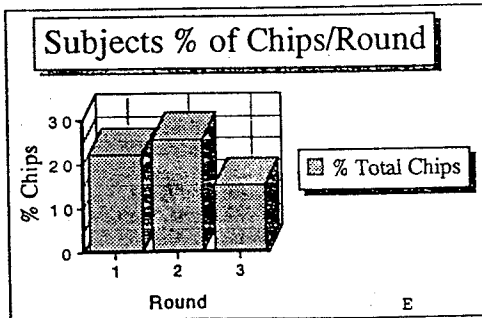 Subjects % of Chips/Round
% Chips
30
20
10
0
1 2 3
Round
% Total Chips
E